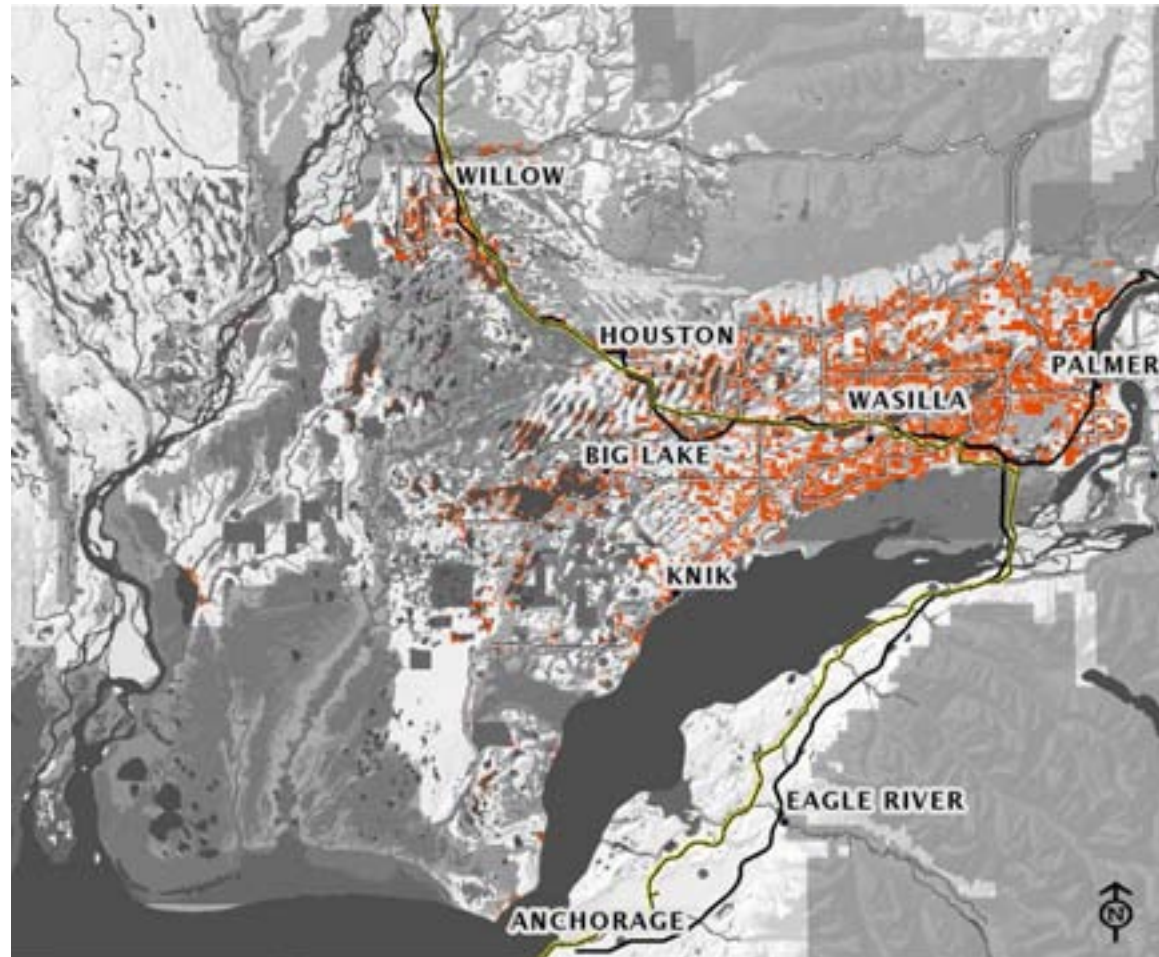 WILLOW
HOUSTON
PALMER
WASILLA
BIG LAKE
KNIK
EAGLE RIVER
N
ANCHORAGE